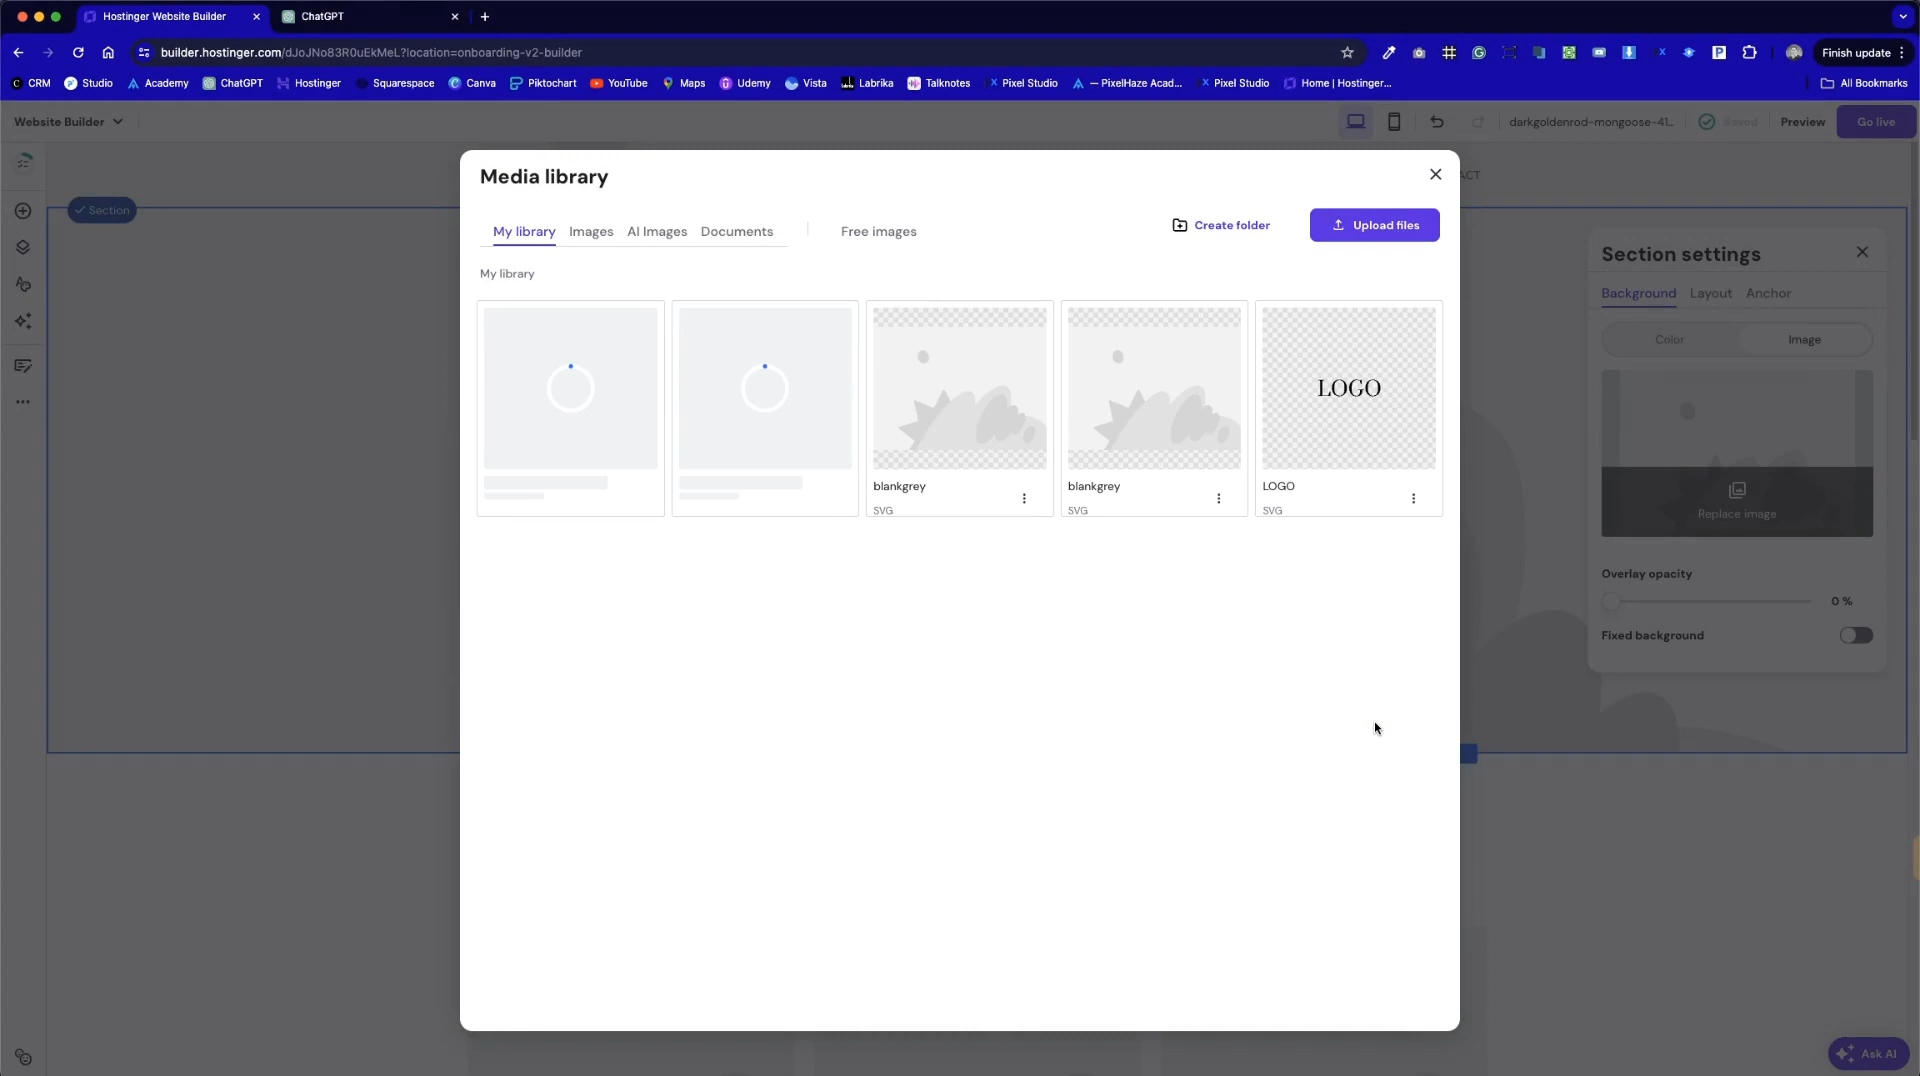 Hostinger Website Builder
ChatGPT
builder.hostinger.com/dJoJNo83R0uEkMeL?location=onboarding-v2-builder
Finish update
CRM Studio Academy ChatGPT Hostinger Squarespace Canva Piktochart YouTube Maps Udemy Vista Labrika Talknotes Pixel Studio — PixelHaze Acad... Pixel Studio Home | Hostinger... All Bookmarks
Website Builder
darkgoldenrod-mongoose-41... Saved Preview Go live
Section
ACT
Media library
My library Images AI Images Documents Free images
Create folder
Upload files
My library
LOGO
blankgrey
SVG
blankgrey
SVG
LOGO
SVG
Section settings
Background Layout Anchor
Color Image
Replace image
Overlay opacity
0 %
Fixed background
Ask AI